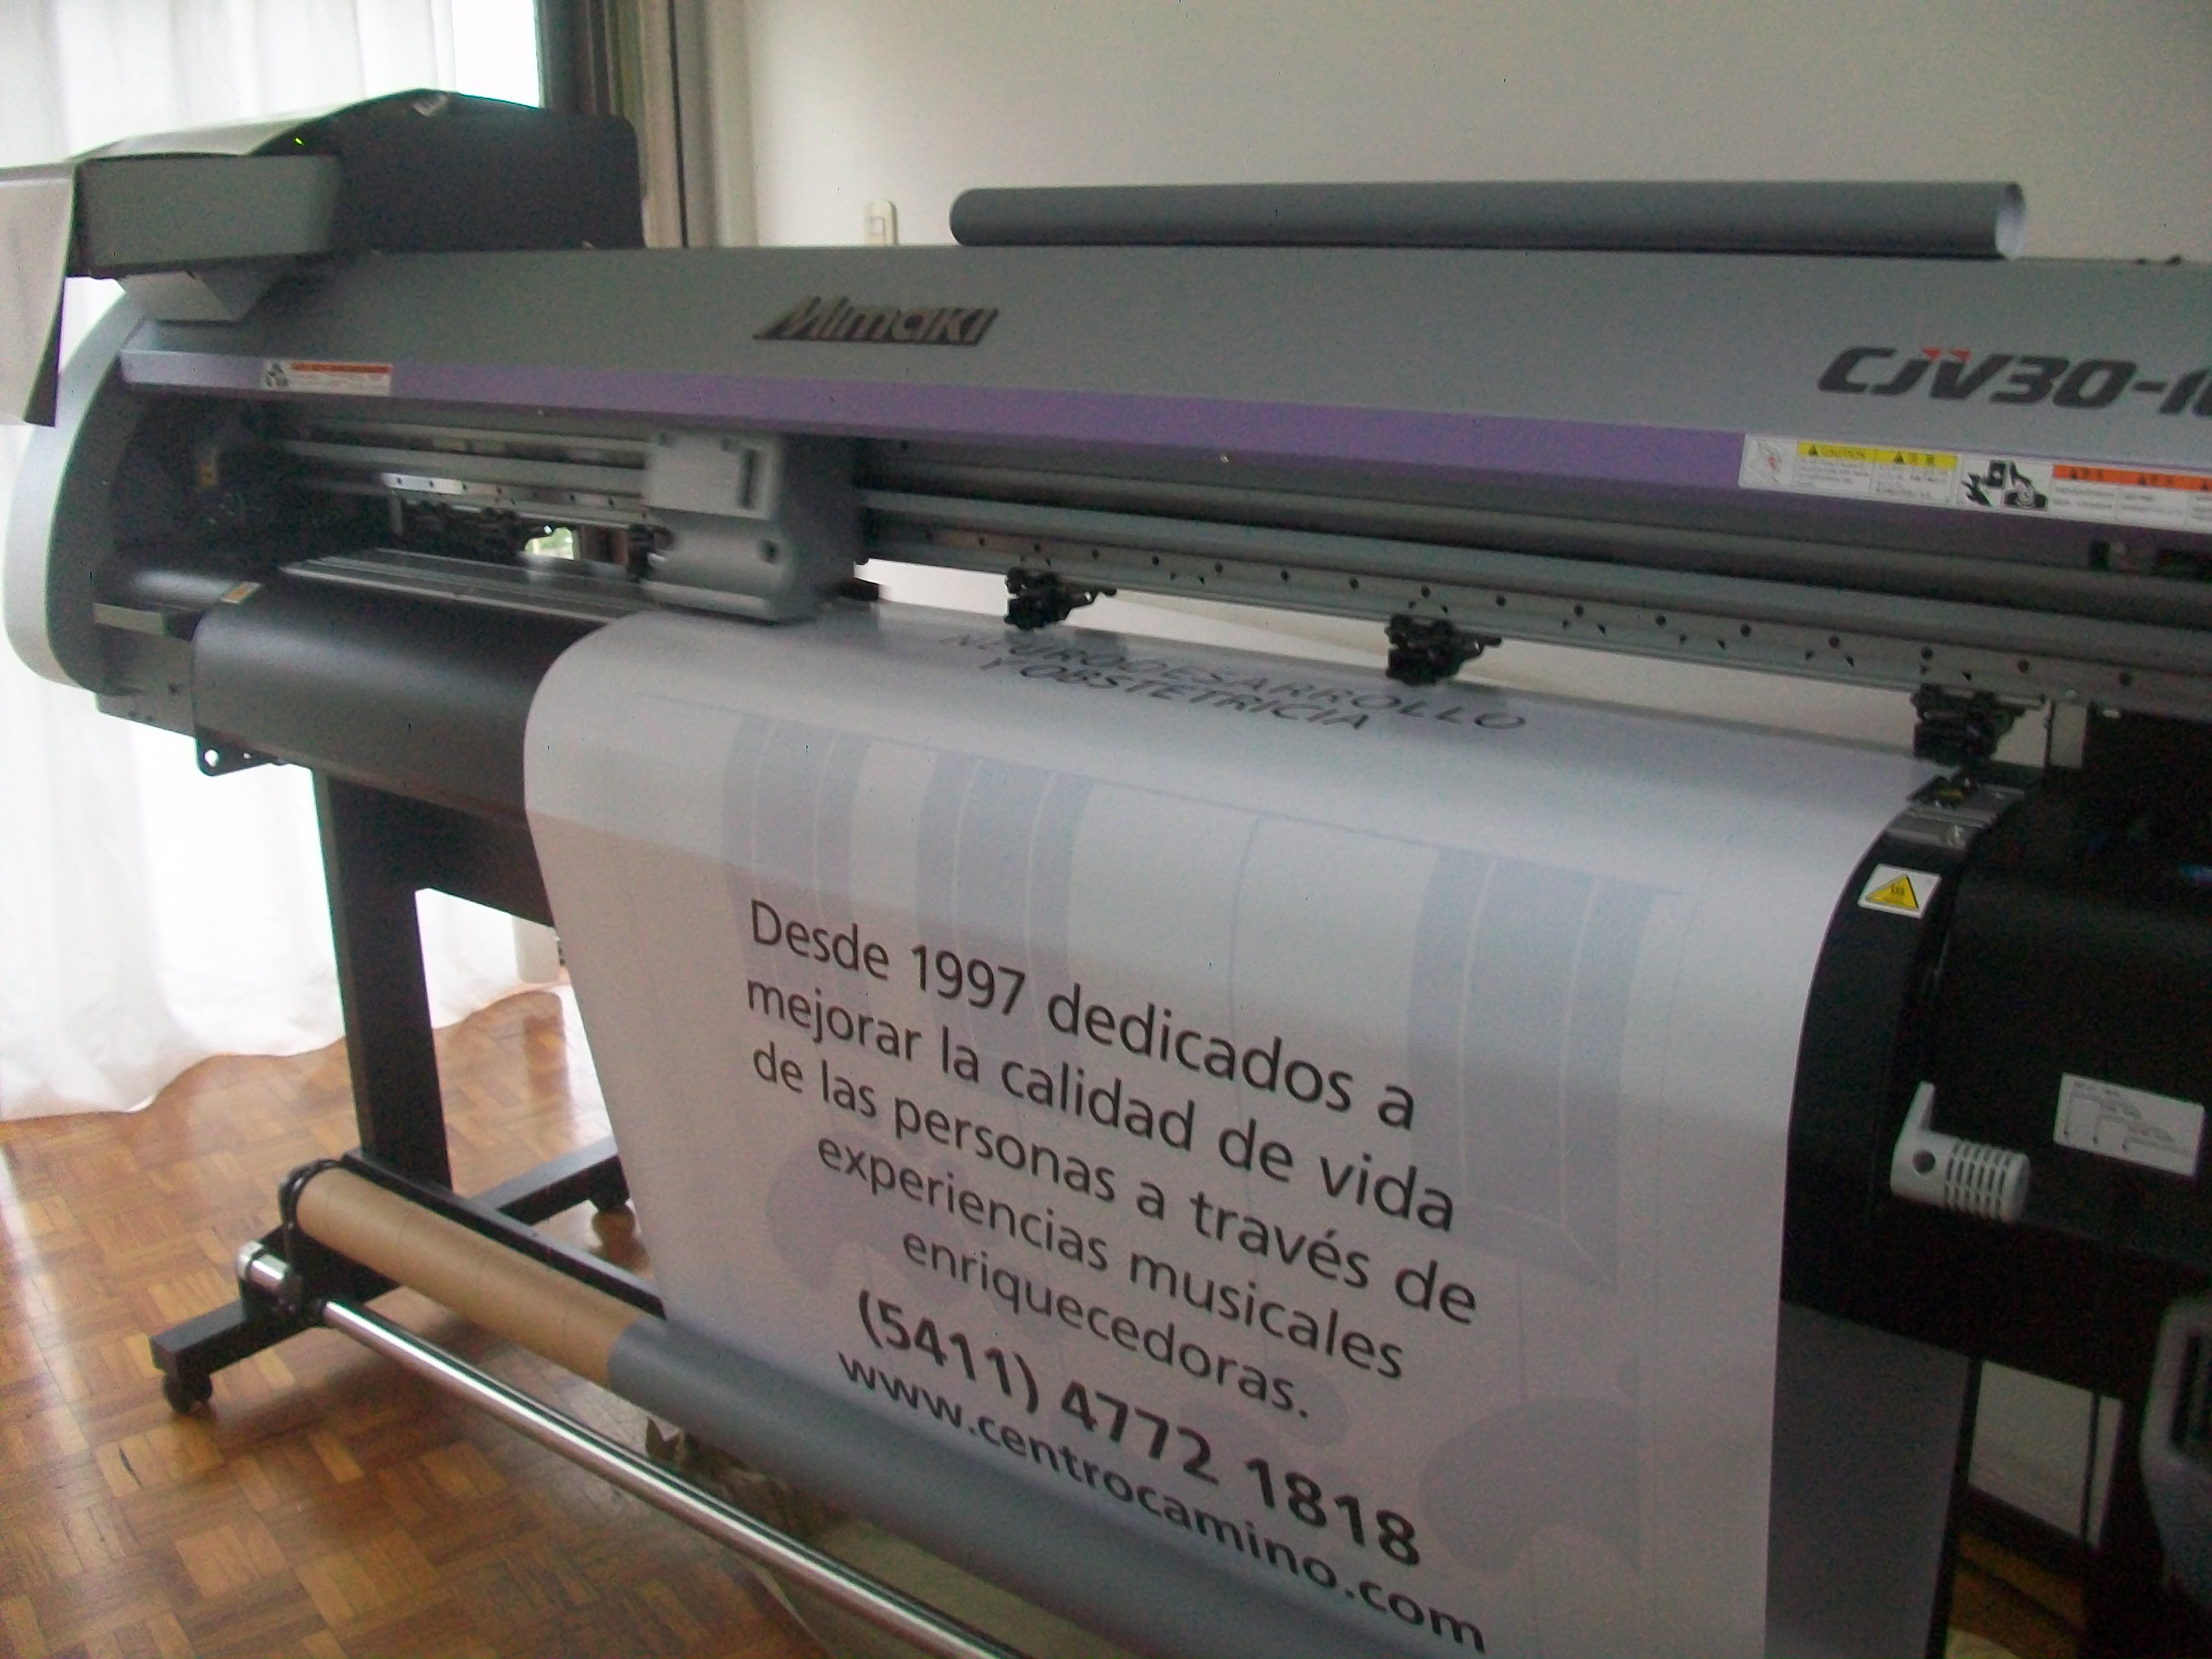 Mimaki
CJV30-
CAUTION
NEURODESARROLLO
Y OBSTETRICIA
Desde 1997 dedicados a
mejorar la calidad de vida
de las personas a través de
experiencias musicales
enriquecedoras.
(5411) 4772 1818
www.centrocamino.com